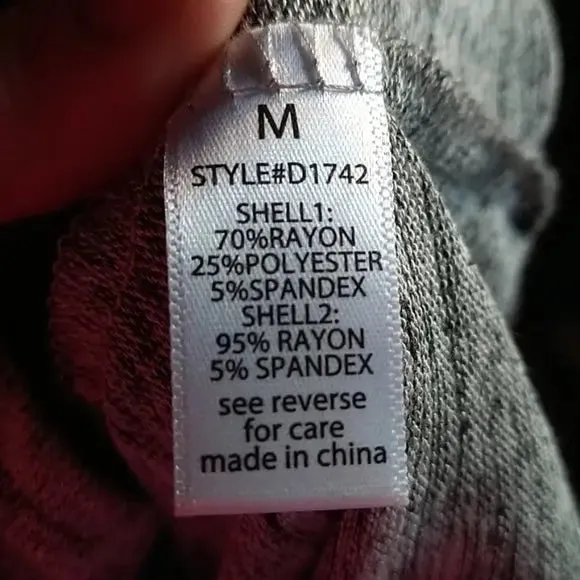 M
STYLE#D1742
SHELL1:
70%RAYON
25%POLYESTER
5%SPANDEX
SHELL2:
95% RAYON
5% SPANDEX
see reverse
for care
made in china